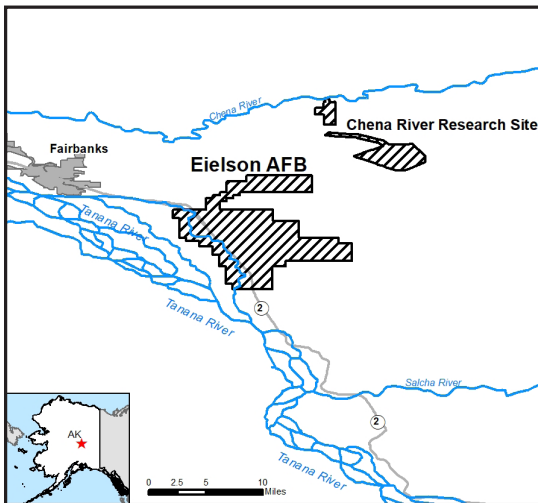 Chena River
Chena River Research Site
Fairbanks
Eielson AFB
Tanana River
Tanana River
2
Salcha River
2
Tanana River
AK
0 2.5 5 10
Miles